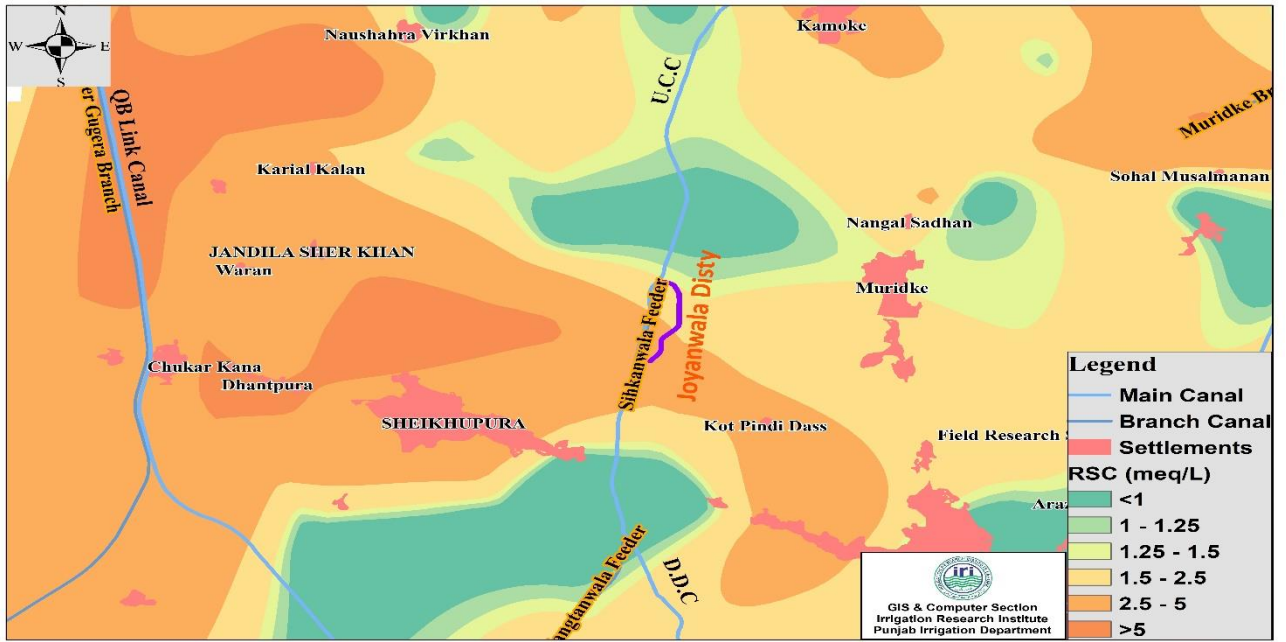 N
W E
S
Naushahra Virkhan
Kamoke
U.C.C
QB Link Canal
er Gugera Branch
Muridke Br
Karial Kalan
Sohal Musalmanan
Nangal Sadhan
JANDILA SHER KHAN
Waran
Muridke
Sihkanwala Feeder
Joyanwala Disty
Chukar Kana
Dhantpura
SHEIKHUPURA
Kot Pindi Dass
Field Research S
Araz
angtanwala Feeder
D.D.C
Legend
Main Canal
Branch Canal
Settlements
RSC (meq/L)
<1
1 - 1.25
1.25 - 1.5
1.5 - 2.5
2.5 - 5
>5
iri
GIS & Computer Section
Irrigation Research Institute
Punjab Irrigation Department